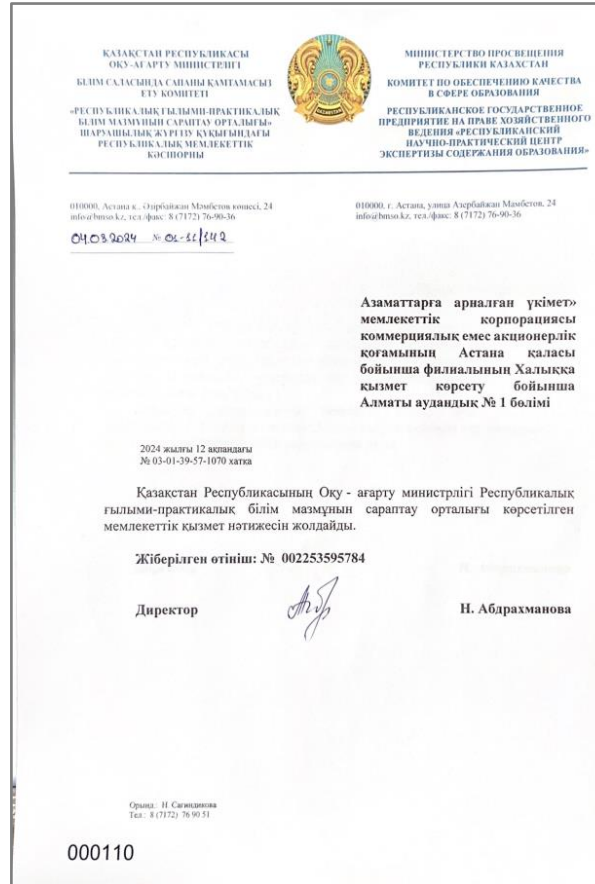 ҚАЗАҚСТАН РЕСПУБЛИКАСЫ
ОҚУ-АҒАРТУ МИНИСТРЛІГІ
БІЛІМ САЛАСЫНДА САПАНЫ ҚАМТАМАСЫЗ
ЕТУ КОМИТЕТІ
«РЕСПУБЛИКАЛЫҚ ҒЫЛЫМИ-ПРАКТИКАЛЫҚ
БІЛІМ МАЗМҰНЫН САРАПТАУ ОРТАЛЫҒЫ»
ШАРУАШЫЛЫҚ ЖҮРГІЗУ ҚҰҚЫҒЫНДАҒЫ
РЕСПУБЛИКАЛЫҚ МЕМЛЕКЕТТІК
КӘСІПОРНЫ
МИНИСТЕРСТВО ПРОСВЕЩЕНИЯ
РЕСПУБЛИКИ КАЗАХСТАН
КОМИТЕТ ПО ОБЕСПЕЧЕНИЮ КАЧЕСТВА
В СФЕРЕ ОБРАЗОВАНИЯ
РЕСПУБЛИКАНСКОЕ ГОСУДАРСТВЕННОЕ
ПРЕДПРИЯТИЕ НА ПРАВЕ ХОЗЯЙСТВЕННОГО
ВЕДЕНИЯ «РЕСПУБЛИКАНСКИЙ
НАУЧНО-ПРАКТИЧЕСКИЙ ЦЕНТР
ЭКСПЕРТИЗЫ СОДЕРЖАНИЯ ОБРАЗОВАНИЯ»
010000, Астана қ., Әзірбайжан Мәмбетов көшесі, 24
info@bmso.kz, тел./факс: 8 (7172) 76-90-36
010000, г. Астана, улица Азербайжан Мамбетов, 24
info@bmso.kz, тел./факс: 8 (7172) 76-90-36
04.03.2024 № 01-11/142
Азаматтарға арналған үкімет»
мемлекеттік корпорациясы
коммерциялық емес акционерлік
қоғамының Астана қаласы
бойынша филиалының Халыққа
қызмет көрсету бойынша
Алматы аудандық № 1 бөлімі
2024 жылғы 12 ақпандағы
№ 03-01-39-57-1070 хатқа
Қазақстан Республикасының Оқу - ағарту министрлігі Республикалық
ғылыми-практикалық білім мазмұнын сараптау орталығы көрсетілген
мемлекеттік қызмет нәтижесін жолдайды.
Жіберілген өтініш: № 002253595784
Директор Н. Абдрахманова
Орынд.: Н. Сагиндикова
Тел.: 8 (7172) 76 90 51
000110